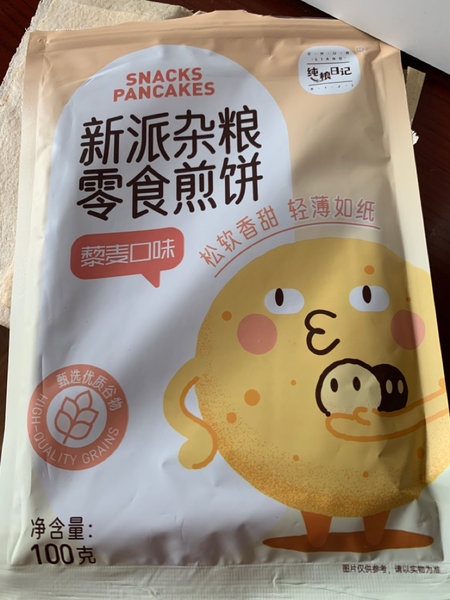 CHUN
LIANG
纯粮日记
SNACKS
PANCAKES
新派杂粮
零食煎饼
藜麦口味
松软香甜 轻薄如纸
甄选优质谷物
HIGH-QUALITY GRAINS
净含量:
100克
图片仅供参考，请以实物为准